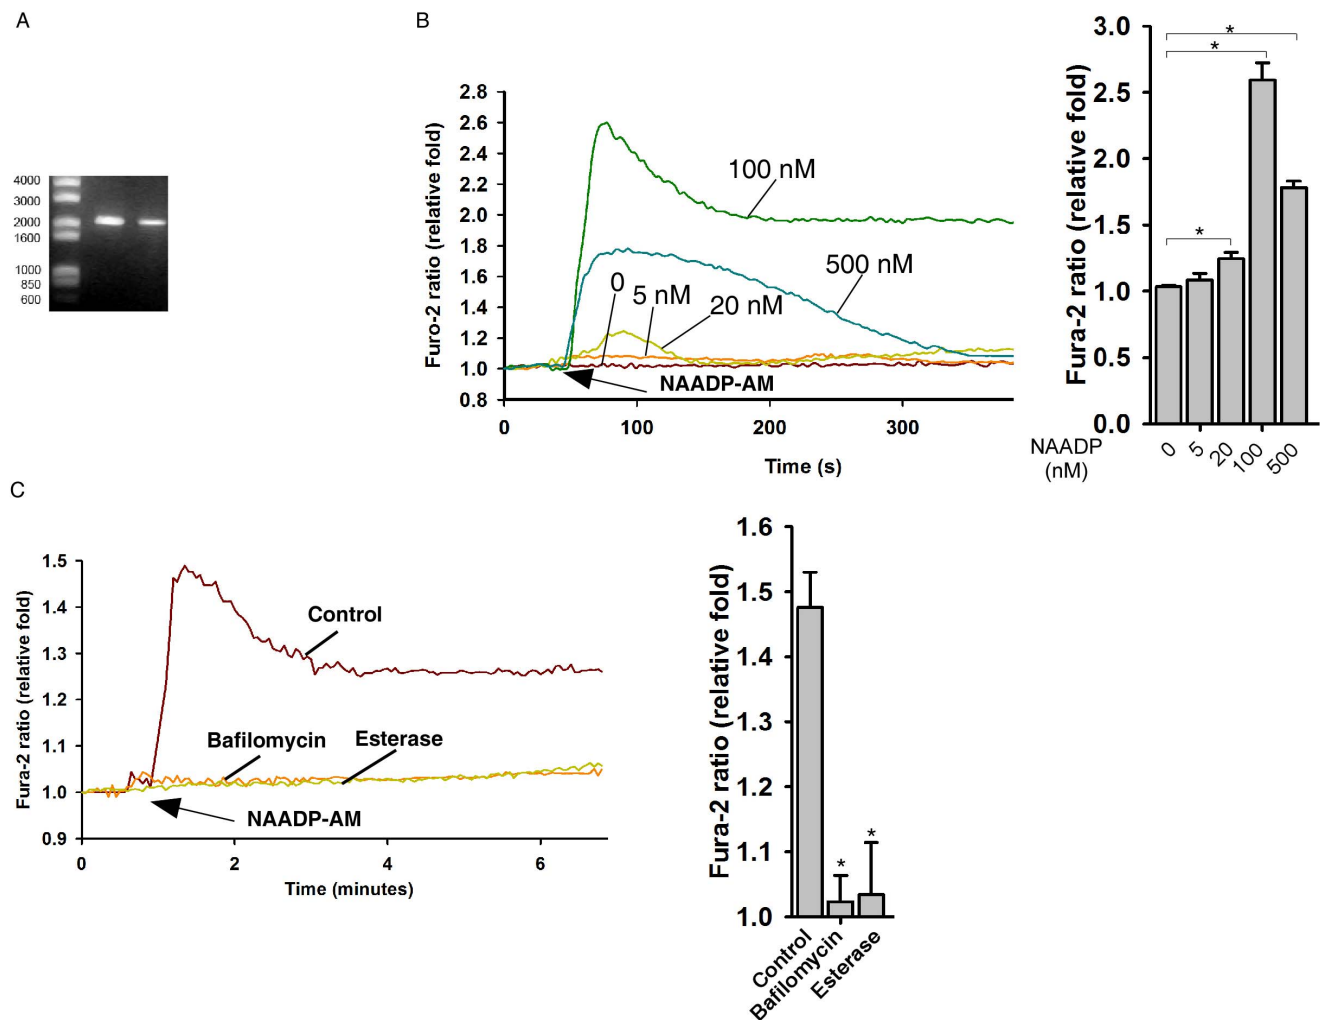 A
4000
3000
2000
1600
1000
850
600
B
Furo-2 ratio (relative fold)
2.8
2.6
2.4
2.2
2.0
1.8
1.6
1.4
1.2
1.0
0.8
0
100
200
300
Time (s)
100 nM
500 nM
0
5 nM
20 nM
NAADP-AM
Fura-2 ratio (relative fold)
3.0
2.5
2.0
1.5
1.0
0.5
0.0
*
*
*
NAADP
(nM)
0
5
20
100
500
C
Fura-2 ratio (relative fold)
1.5
1.4
1.3
1.2
1.1
1.0
0.9
0
2
4
6
Time (minutes)
Control
Bafilomycin
Esterase
NAADP-AM
Fura-2 ratio (relative fold)
1.6
1.5
1.4
1.3
1.2
1.1
1.0
*
*
Control
Bafilomycin
Esterase